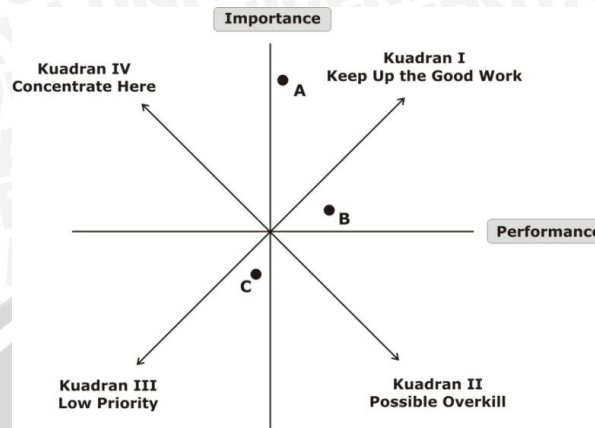 Importance
Kuadran IV
Concentrate Here
Kuadran I
Keep Up the Good Work
A
B
Performance
C
Kuadran III
Low Priority
Kuadran II
Possible Overkill